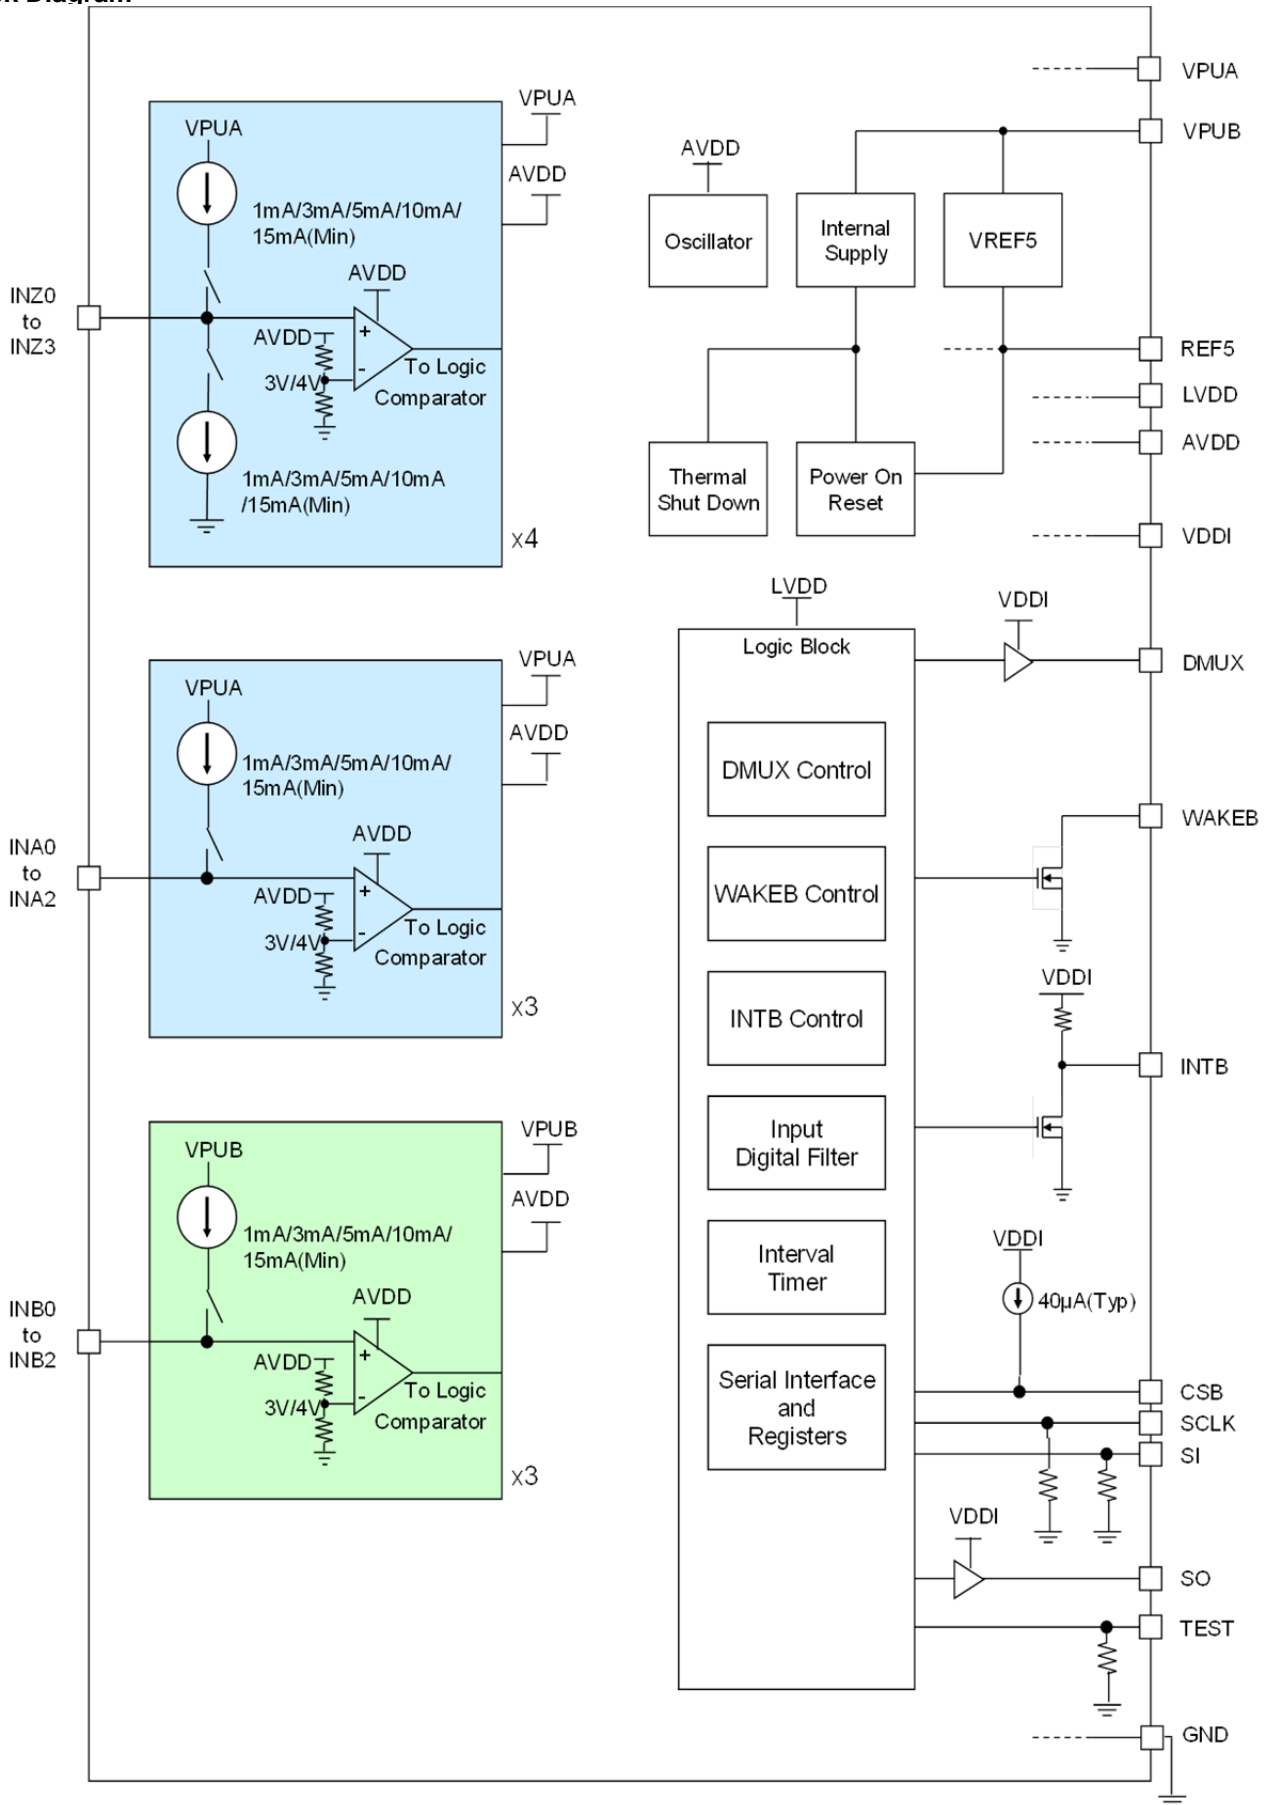 VPUA
VPUA
1mA/3mA/5mA/10mA/
15mA(Min)
AVDD
AVDD
AVDD
3V/4V
+
-
To Logic
Comparator
1mA/3mA/5mA/10mA
/15mA(Min)
x4
INZ0
to
INZ3
VPUA
VPUA
1mA/3mA/5mA/10mA/
15mA(Min)
AVDD
AVDD
AVDD
3V/4V
+
-
To Logic
Comparator
x3
INA0
to
INA2
VPUB
VPUB
1mA/3mA/5mA/10mA/
15mA(Min)
AVDD
AVDD
AVDD
3V/4V
+
-
To Logic
Comparator
x3
INB0
to
INB2
AVDD
Oscillator
Internal
Supply
VREF5
Thermal
Shut Down
Power On
Reset
LVDD
Logic Block
DMUX Control
WAKEB Control
INTB Control
Input
Digital Filter
Interval
Timer
Serial Interface
and
Registers
VDDI
VDDI
VDDI
40µA(Typ)
VDDI
VPUA
VPUB
REF5
LVDD
AVDD
VDDI
DMUX
WAKEB
INTB
CSB
SCLK
SI
SO
TEST
GND